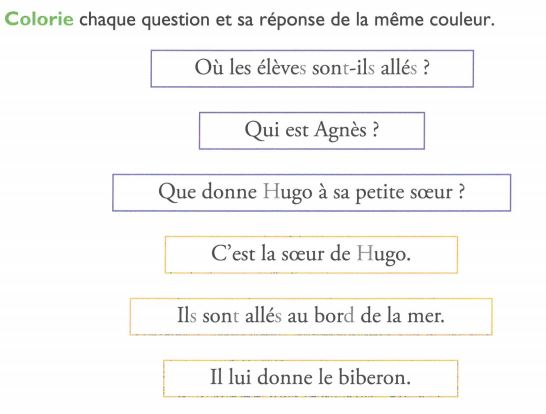 Colorie chaque question et sa réponse de la même couleur.
Où les élèves sont-ils allés ?
Qui est Agnès ?
Que donne Hugo à sa petite sœur ?
C'est la sœur de Hugo.
Ils sont allés au bord de la mer.
Il lui donne le biberon.